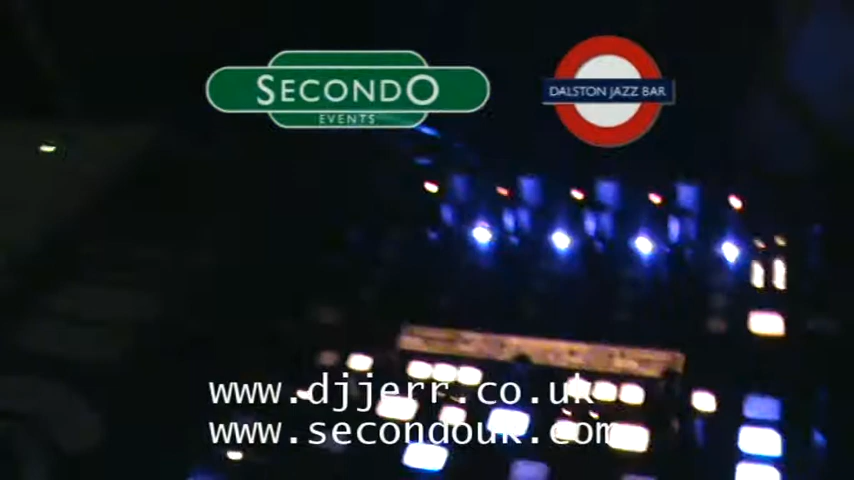 SECONDO
EVENTS
DALSTON JAZZ BAR
www.djjerr.co.uk
www.secondouk.com